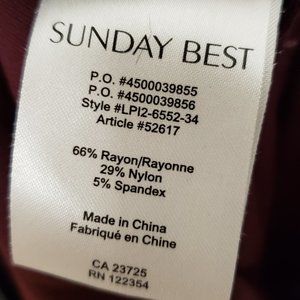 SUNDAY BEST
P.O. #4500039855
P.O. #4500039856
Style #LPI2-6552-34
Article #52617
66% Rayon/Rayonne
29% Nylon
5% Spandex
Made in China
Fabriqué en Chine
CA 23725
RN 122354